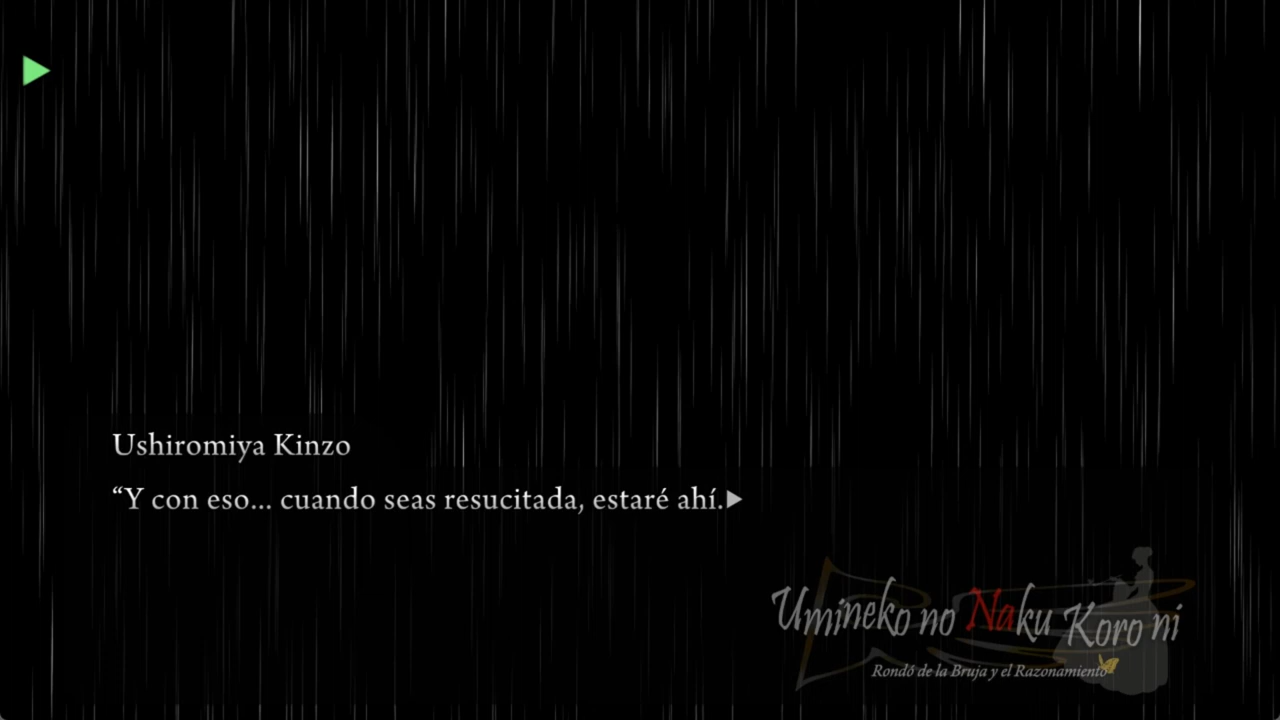 Ushiromiya Kinzo
“Y con eso... cuando seas resucitada, estaré ahí.
Umineko no Naku Koro ni
Rondó de la Bruja y el Razonamiento